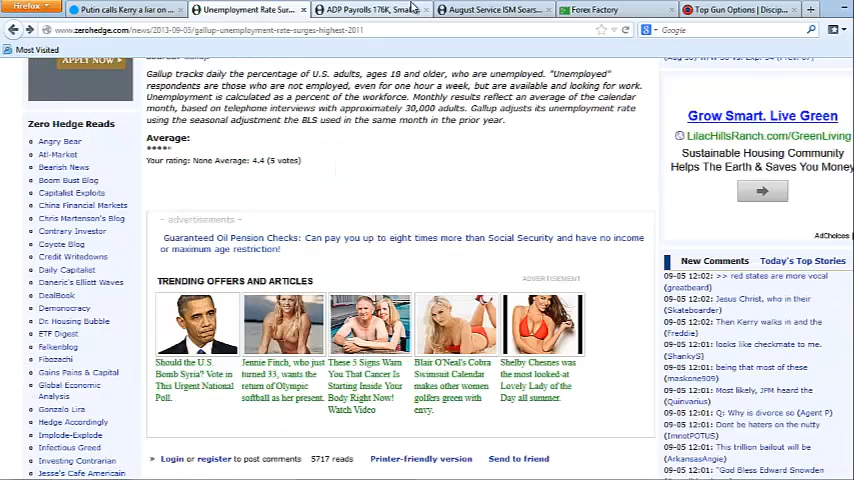 Firefox
Putin calls Kerry a liar on ...
Unemployment Rate Sur...
ADP Payrolls 176K, Smal...
August Service ISM Soars...
Forex Factory
Top Gun Options | Discip...
www.zerohedge.com/news/2013-09-05/gallup-unemployment-rate-surges-highest-2011
Google
Most Visited
APPLY NOW
Gallup tracks daily the percentage of U.S. adults, ages 18 and older, who are unemployed. "Unemployed"
respondents are those who are not employed, even for one hour a week, but are available and looking for work.
Unemployment is calculated as a percent of the workforce. Monthly results reflect an average of the calendar
month, based on telephone interviews with approximately 30,000 adults. Gallup adjusts its unemployment rate
using the seasonal adjustment the BLS used in the same month in the prior year.
Average:
Your rating: None Average: 4.4 (5 votes)
Zero Hedge Reads
Angry Bear
Atl-Market
Bearish News
Boom Bust Blog
Capitalist Exploits
China Financial Markets
Chris Martenson's Blog
Contrary Investor
Coyote Blog
Credit Writedowns
Daily Capitalist
Daneric's Elliott Waves
DealBook
Demonocracy
Dr. Housing Bubble
ETF Digest
Falkenblog
Fibozachi
Gains Pains & Capital
Global Economic
Analysis
Gonzalo Lira
Hedge Accordingly
Implode-Explode
Infectious Greed
Investing Contrarian
Jesse's Cafe Americain
- advertisements -
Guaranteed Oil Pension Checks: Can pay you up to eight times more than Social Security and have no income
or maximum age restriction!
TRENDING OFFERS AND ARTICLES
ADVERTISEMENT
Should the U.S.
Bomb Syria? Vote in
This Urgent National
Poll.
Jennie Finch, who just
turned 33, wants the
return of Olympic
softball as her present.
These 5 Signs Warn
You That Cancer Is
Starting Inside Your
Body Right Now!
Watch Video
Blair O'Neal's Cobra
Swimsuit Calendar
makes other women
golfers green with
envy.
Shelby Chesnes was
the most looked-at
Lovely Lady of the
Day all summer.
Login or register to post comments
5717 reads
Printer-friendly version
Send to friend
Grow Smart. Live Green
LilacHillsRanch.com/GreenLiving
Sustainable Housing Community
Helps The Earth & Saves You Money
AdChoices
New Comments
Today's Top Stories
09-05 12:02: >> red states are more vocal
(greatbeard)
09-05 12:02: Jesus Christ, who in their
(Skateboarder)
09-05 12:02: Then Kerry walks in and the
(Freddie)
09-05 12:02: looks like checkmate to me.
(ShankyS)
09-05 12:01: being that most of these
(maskone909)
09-05 12:01: Most likely, JPM heard the
(Quinvarius)
09-05 12:01: Q: Why is divorce so (Agent P)
09-05 12:01: Dont be haters on the nutty
(ImnotPOTUS)
09-05 12:01: This trillion bailout will be
(ArkansasAngie)
09-05 12:01: "God Bless Edward Snowden